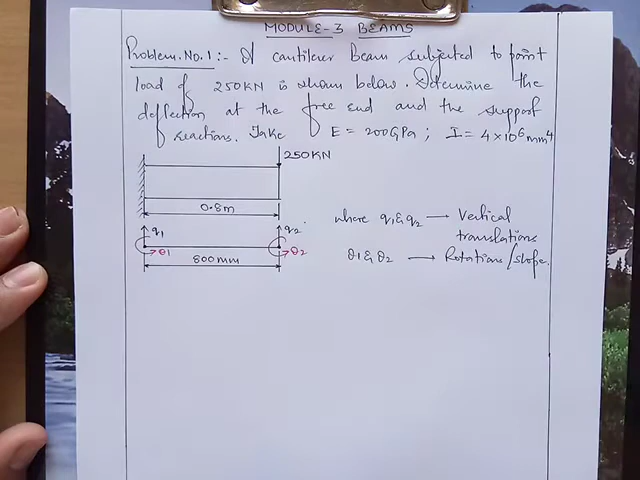 MODULE-3 BEAMS
Problem.No.1:- A cantilever Beam subjected to point
load of 250KN is shown below. Determine the
deflection at the free end and the support
reactions. Take E = 200GPa ; I = 4×10⁶mm⁴
250KN
0.8m
q1 q2
where q1 & q2 → Vertical
translations
θ1 θ2
θ1 & θ2 → Rotations/slope.
800mm